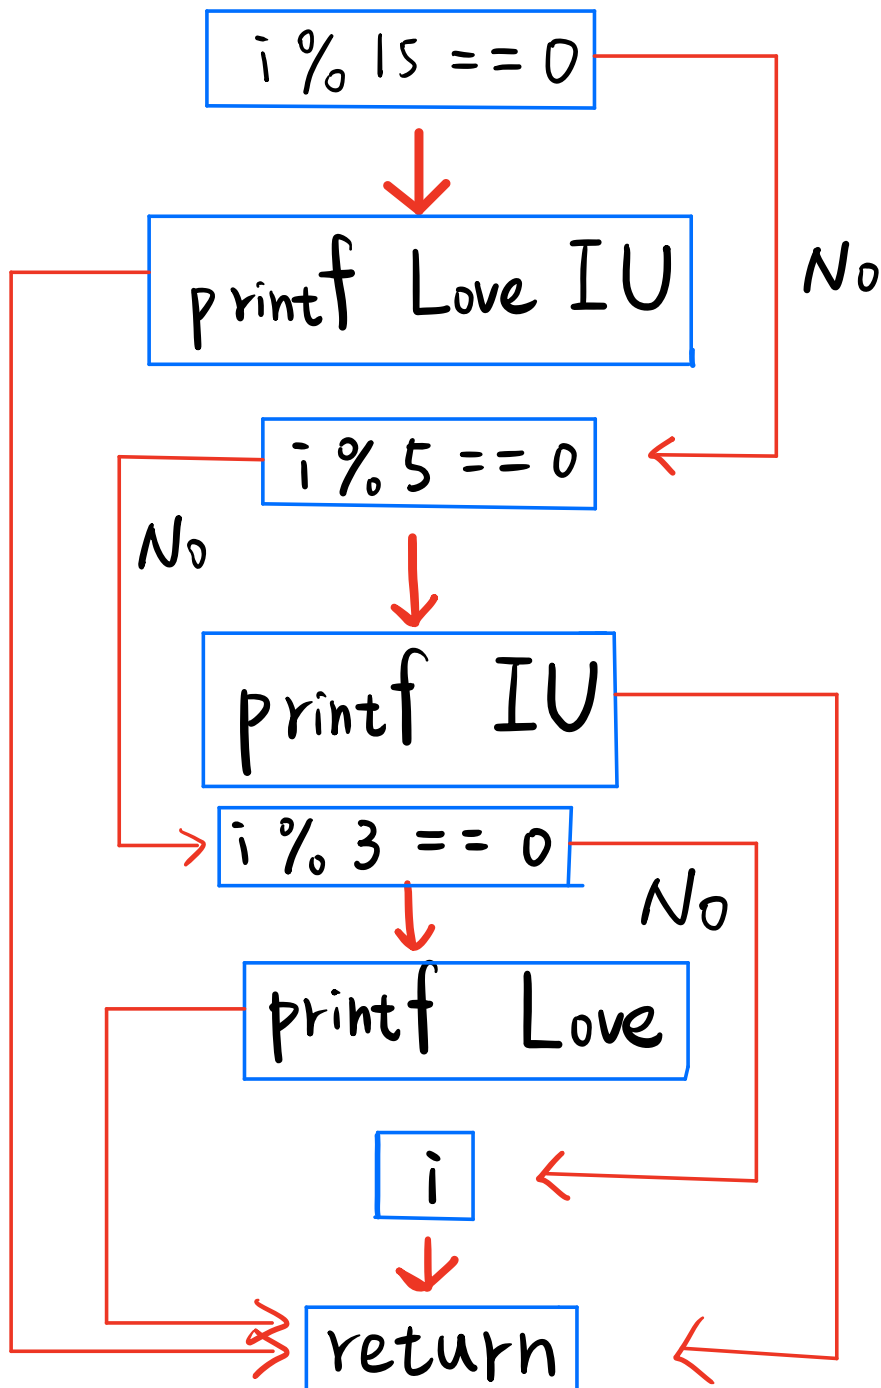 i % 15 == 0
printf Love IU
No
i % 5 == 0
No
printf IU
i % 3 == 0
No
printf Love
i
return